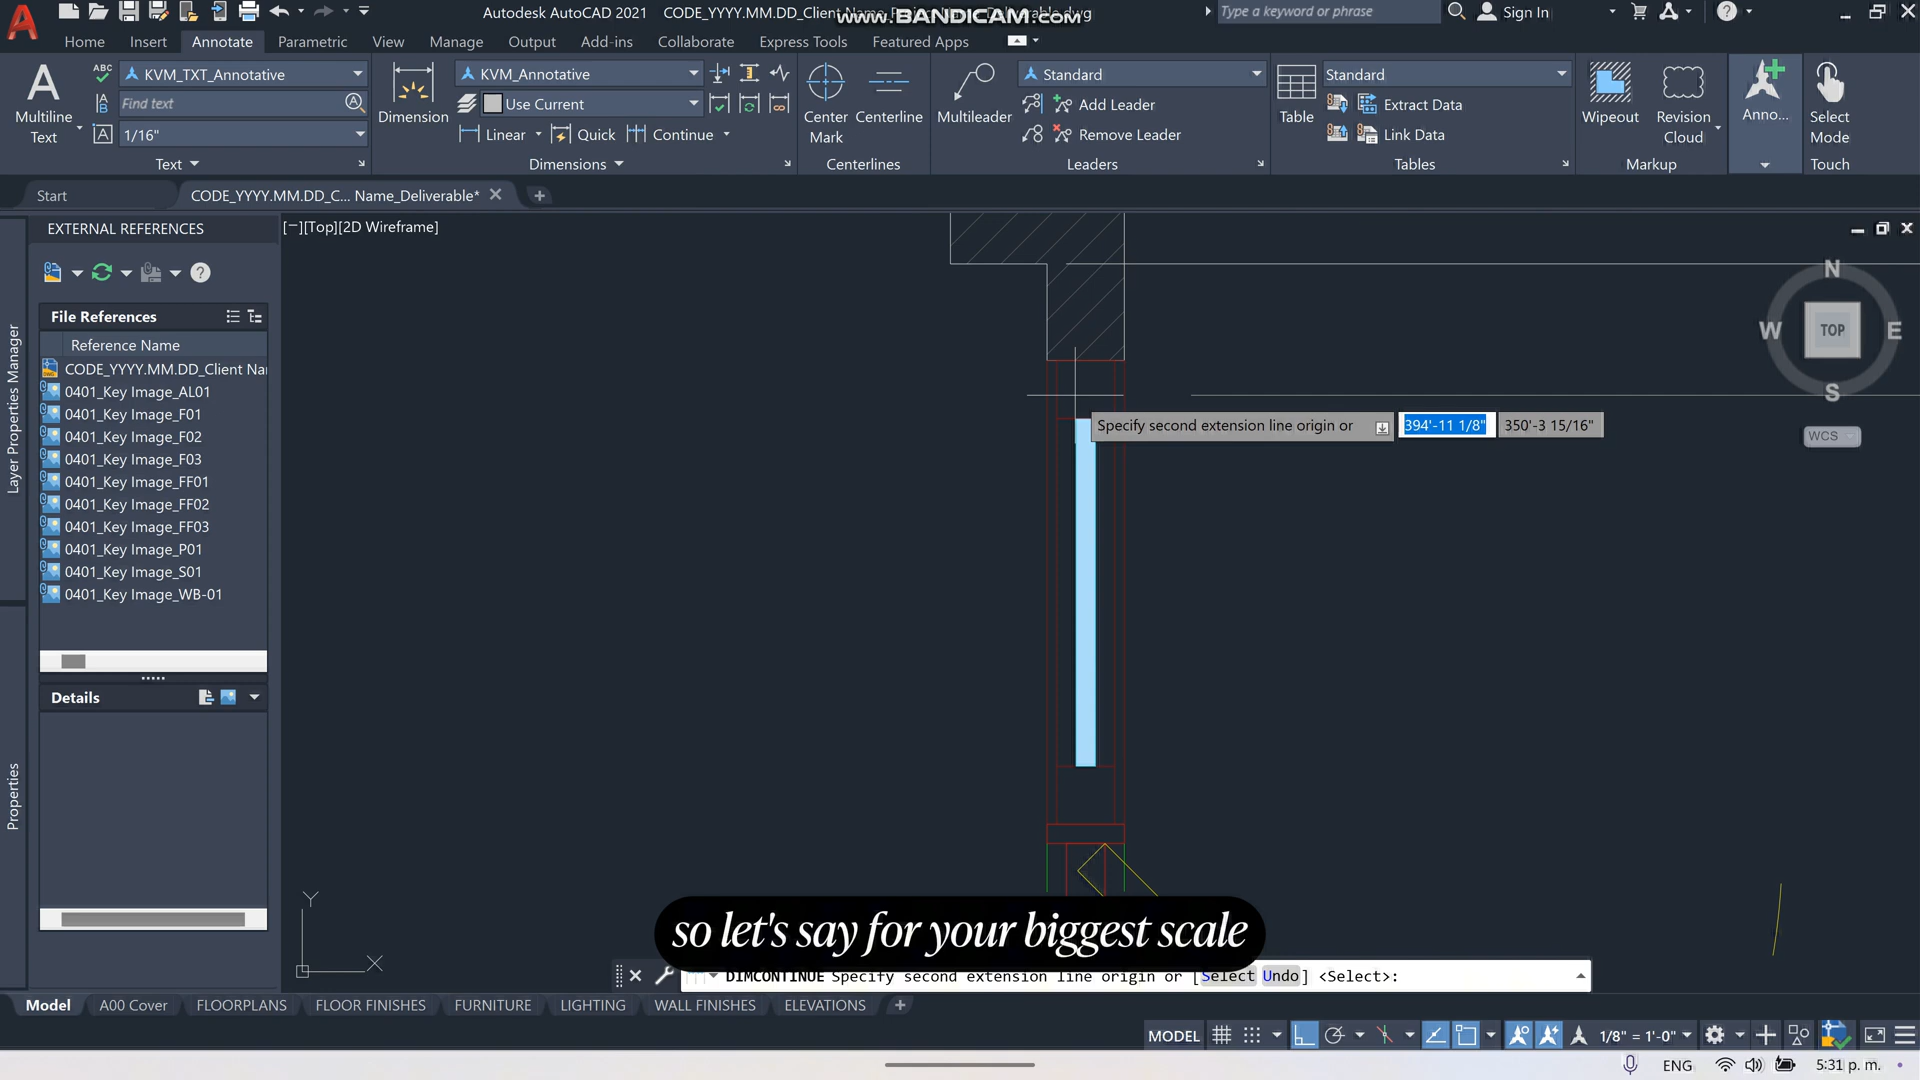 Autodesk AutoCAD 2021
CODE_YYYY.MM.DD_Client Name_
Deliverable.dwg
www.BANDICAM.com
Type a keyword or phrase
Sign In
Home
Insert
Annotate
Parametric
View
Manage
Output
Add-ins
Collaborate
Express Tools
Featured Apps
A
Multiline
Text
ABC
KVM_TXT_Annotative
Find text
1/16"
Text
Dimension
KVM_Annotative
Use Current
Linear
Quick
Continue
Dimensions
Center
Mark
Centerline
Centerlines
Multileader
Standard
Add Leader
Remove Leader
Leaders
Table
Standard
Extract Data
Link Data
Tables
Wipeout
Revision
Cloud
Markup
Anno...
Select
Mode
Touch
Start
CODE_YYYY.MM.DD_C... Name_Deliverable*
Layer Properties Manager
Properties
EXTERNAL REFERENCES
File References
Reference Name
CODE_YYYY.MM.DD_Client Na
0401_Key Image_AL01
0401_Key Image_F01
0401_Key Image_F02
0401_Key Image_F03
0401_Key Image_FF01
0401_Key Image_FF02
0401_Key Image_FF03
0401_Key Image_P01
0401_Key Image_S01
0401_Key Image_WB-01
Details
[−][Top][2D Wireframe]
N
W
TOP
E
S
WCS
Specify second extension line origin or
394'-11 1/8"
350'-3 15/16"
Y
X
so let's say for your biggest scale
DIMCONTINUE Specify second extension line origin or [Select Undo] <Select>:
Model
A00 Cover
FLOORPLANS
FLOOR FINISHES
FURNITURE
LIGHTING
WALL FINISHES
ELEVATIONS
MODEL
1/8" = 1'-0"
ENG
5:31 p. m.